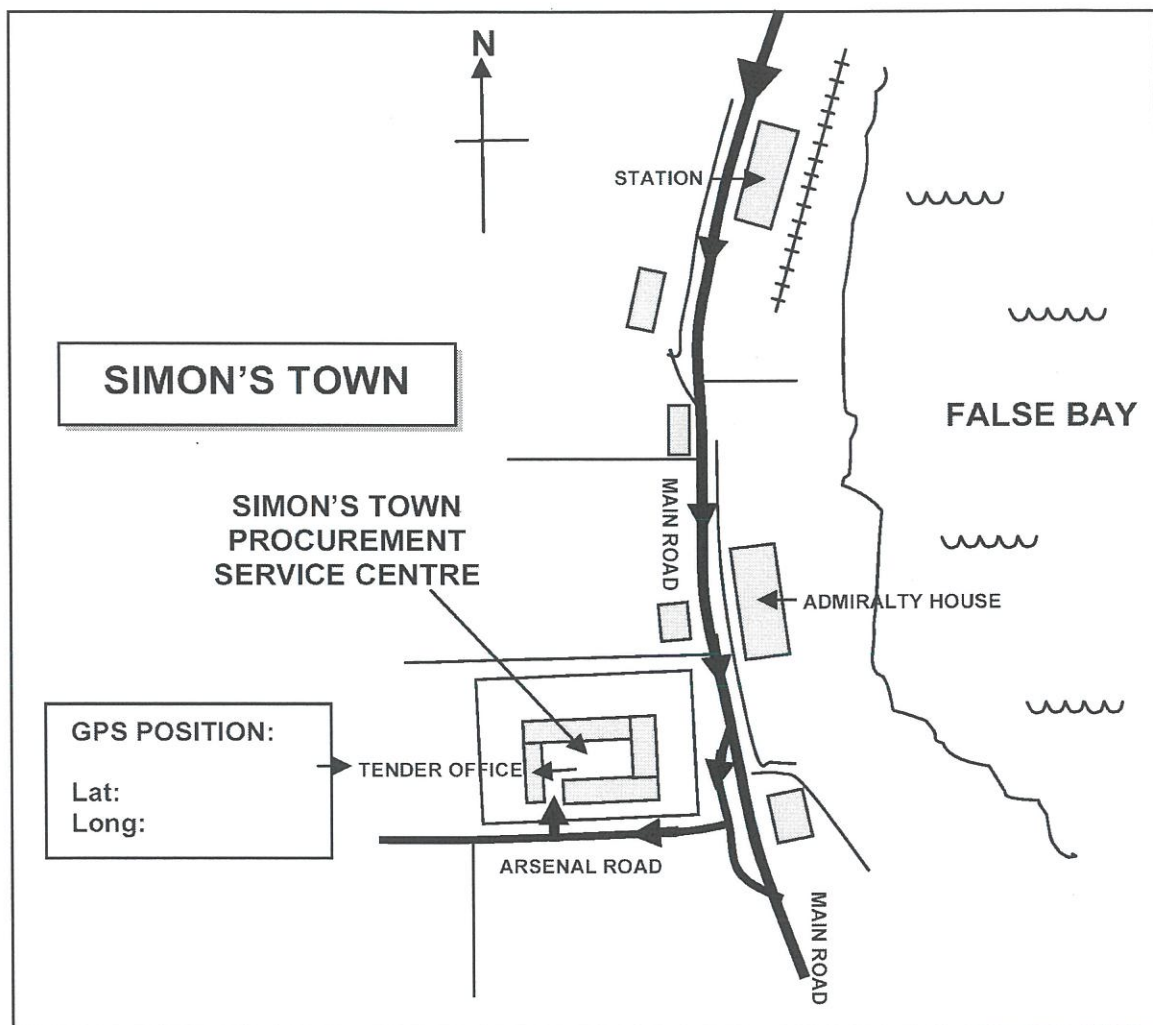 N
STATION
SIMON'S TOWN
FALSE BAY
SIMON'S TOWN
PROCUREMENT
SERVICE CENTRE
MAIN ROAD
ADMIRALTY HOUSE
GPS POSITION:
Lat:
Long:
TENDER OFFICE
ARSENAL ROAD
MAIN ROAD